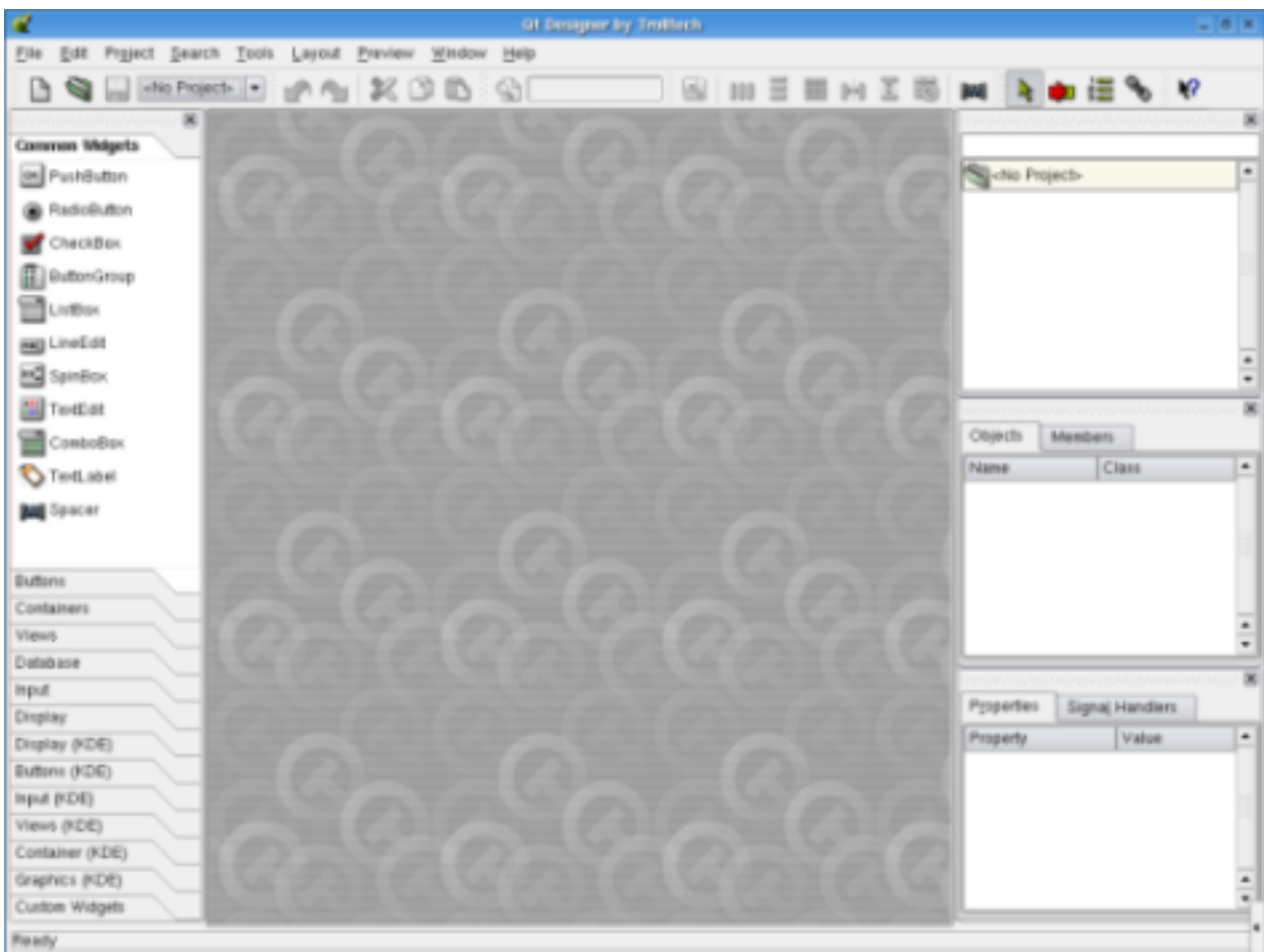 Qt Designer by Trolltech
File Edit Project Search Tools Layout Preview Window Help
<No Project>
Common Widgets
PushButton
RadioButton
CheckBox
ButtonGroup
ListBox
LineEdit
SpinBox
TextEdit
ComboBox
TextLabel
Spacer
Buttons
Containers
Views
Database
Input
Display
Display (KDE)
Buttons (KDE)
Input (KDE)
Views (KDE)
Container (KDE)
Graphics (KDE)
Custom Widgets
<No Project>
Objects Members
Name Class
Properties Signal Handlers
Property Value
Ready